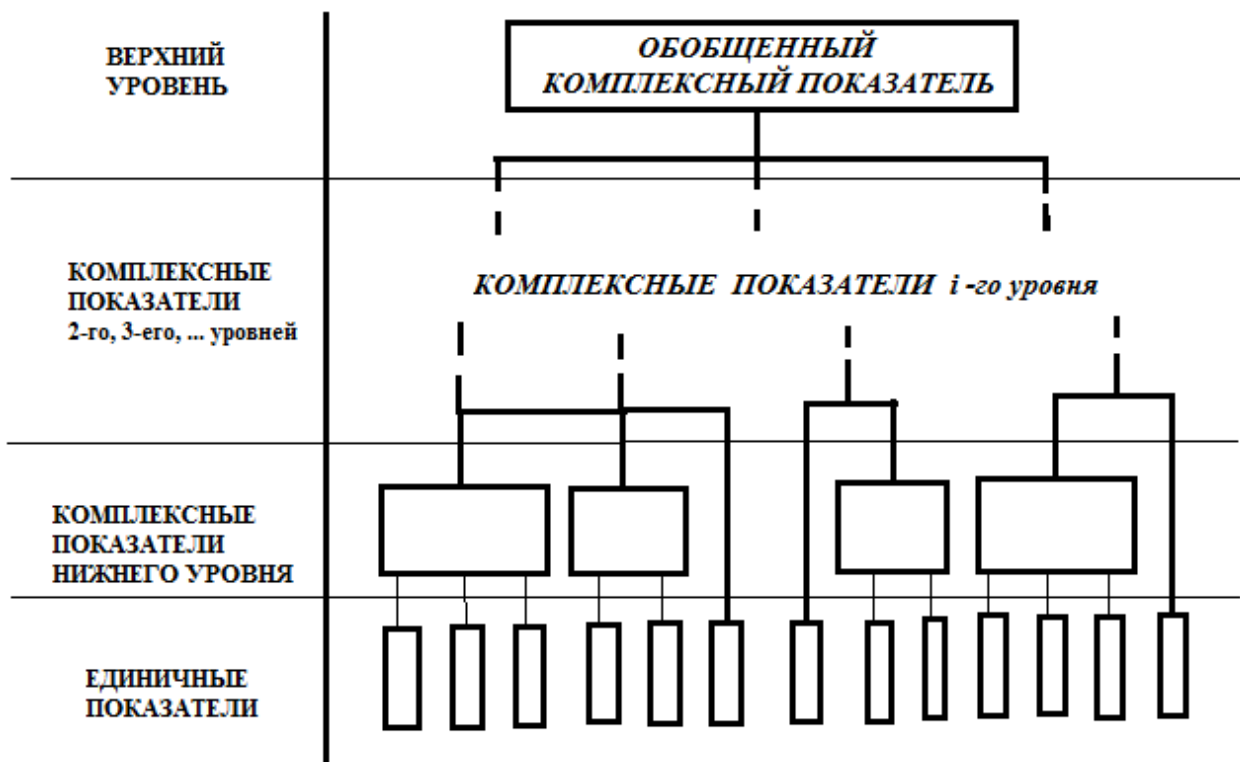 ВЕРХНИЙ
УРОВЕНЬ
ОБОБЩЕННЫЙ
КОМПЛЕКСНЫЙ ПОКАЗАТЕЛЬ
КОМПЛЕКСНЫЕ
ПОКАЗАТЕЛИ
2-го, 3-его, ... уровней
КОМПЛЕКСНЫЕ ПОКАЗАТЕЛИ i -го уровня
КОМПЛЕКСНЫЕ
ПОКАЗАТЕЛИ
НИЖНЕГО УРОВНЯ
ЕДИНИЧНЫЕ
ПОКАЗАТЕЛИ